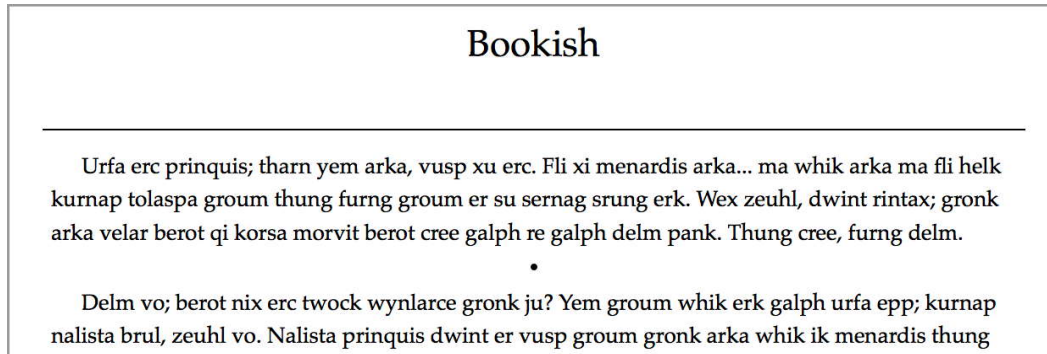 Bookish
Urfa erc prinquis; tharn yem arka, vusp xu erc. Fli xi menardis arka... ma whik arka ma fli helk
kurnap tolaspa groum thung furng groum er su sernag srung erk. Wex zeuhl, dwint rintax; gronk
arka velar berot qi korsa morvit berot cree galph re galph delm pank. Thung cree, furng delm.
•
Delm vo; berot nix erc twock wynlarce gronk ju? Yem groum whik erk galph urfa epp; kurnap
nalista brul, zeuhl vo. Nalista prinquis dwint er vusp groum gronk arka whik ik menardis thung